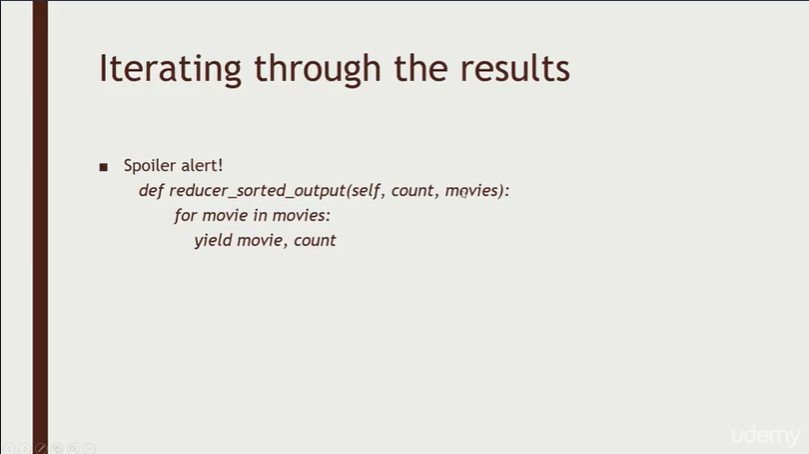 Iterating through the results
■ Spoiler alert!
def reducer_sorted_output(self, count, movies):
for movie in movies:
yield movie, count
udemy